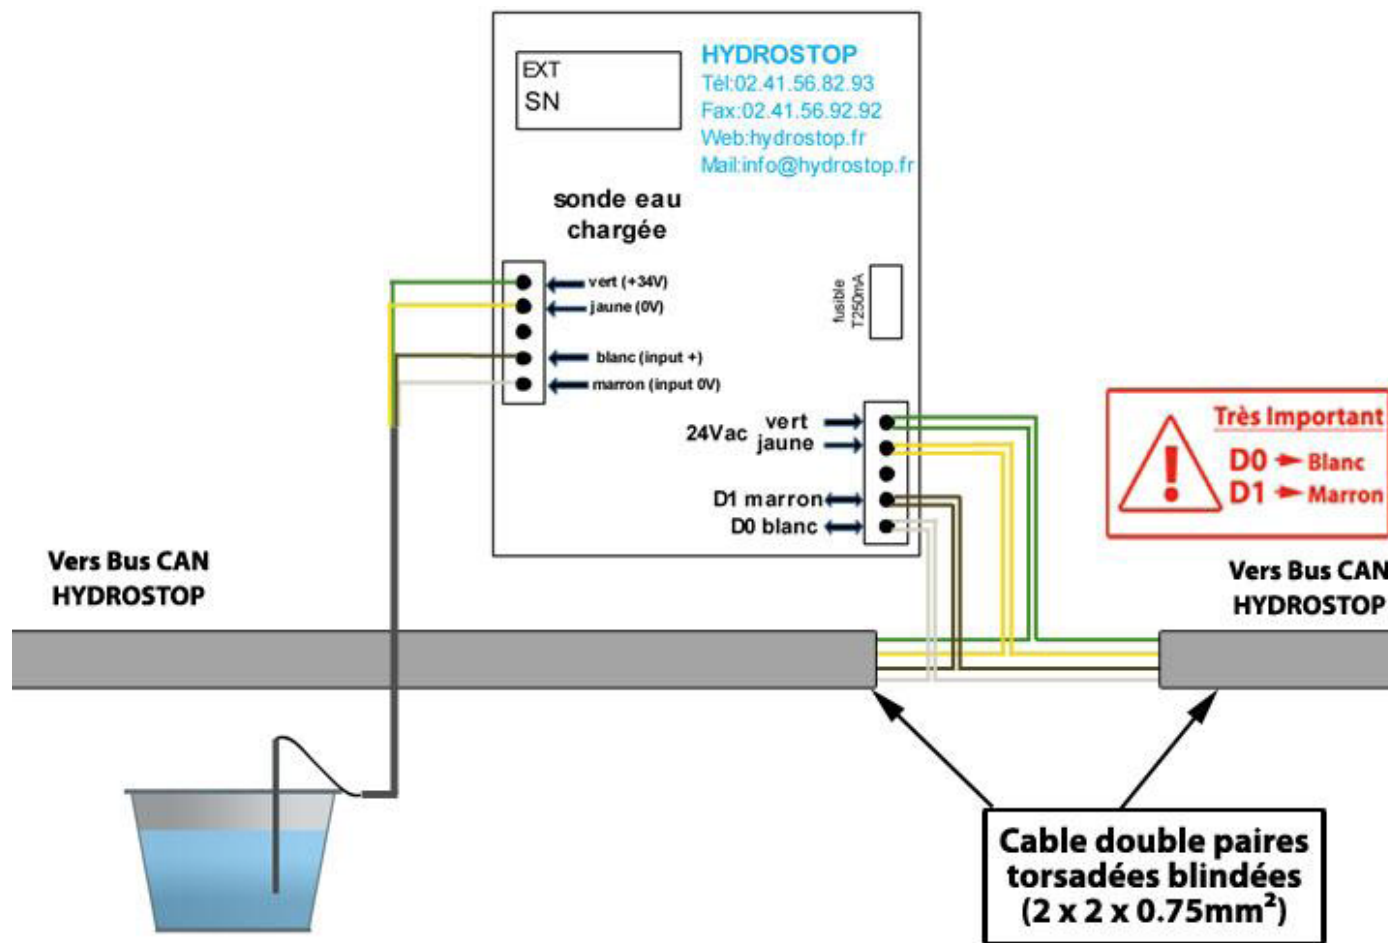 EXT
SN
HYDROSTOP
Tél:02.41.56.82.93
Fax:02.41.56.92.92
Web:hydrostop.fr
Mail:info@hydrostop.fr
sonde eau
chargée
vert (+34V)
jaune (0V)
blanc (input +)
marron (input 0V)
fusible
T250mA
24Vac
vert
jaune
D1 marron
D0 blanc
Très Important
D0 Blanc
D1 Marron
Vers Bus CAN
HYDROSTOP
Vers Bus CAN
HYDROSTOP
Cable double paires
torsadées blindées
(2 x 2 x 0.75mm²)